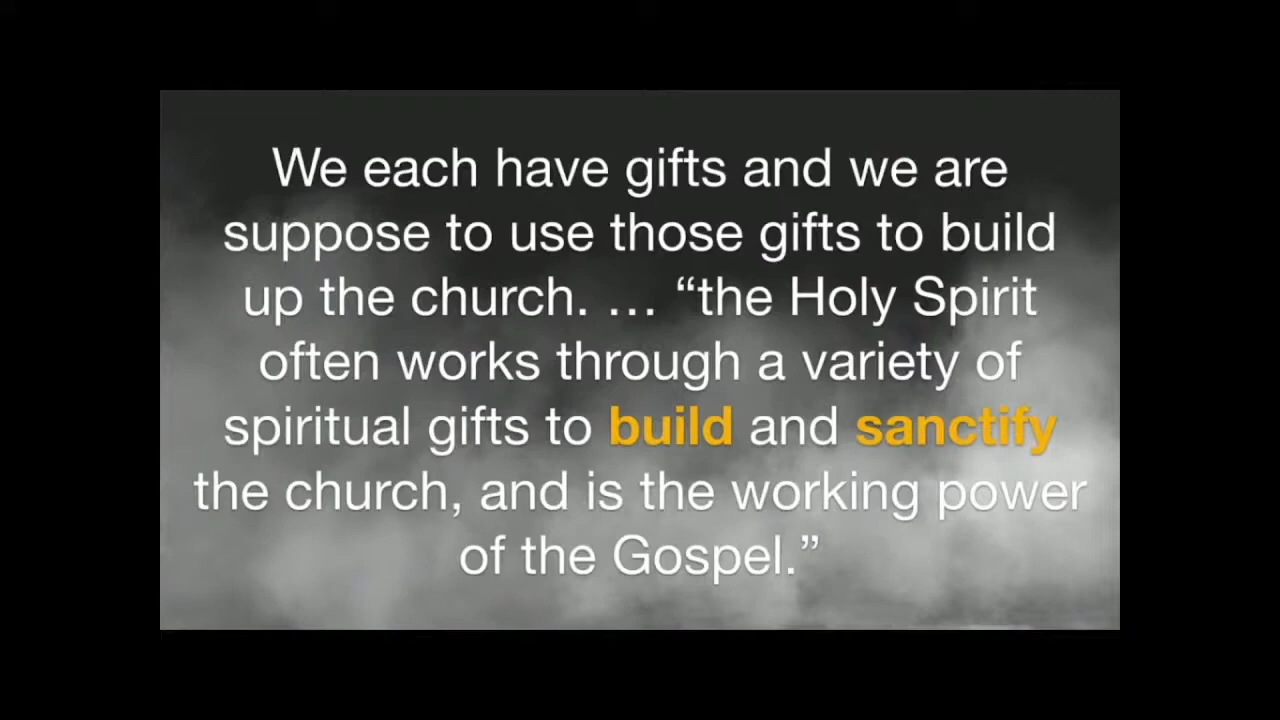 We each have gifts and we are
suppose to use those gifts to build
up the church. … “the Holy Spirit
often works through a variety of
spiritual gifts to build and sanctify
the church, and is the working power
of the Gospel.”